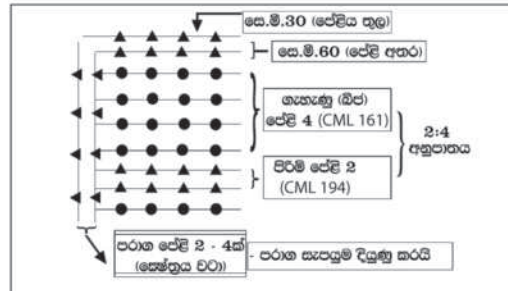 සෙ.මී.30 (පේළිය තුල)
සෙ.මී.60 (පේළි අතර)
ගැහැණු (බීජ)
පේළි 4 (CML 161)
2:4
අනුපාතය
පිරිමි පේළි 2
(CML 194)
පරාග පේළි 2 - 4ක් - පරාග සැපයුම දියුණු කරයි
(ක්ෂේත්‍රය වටා)